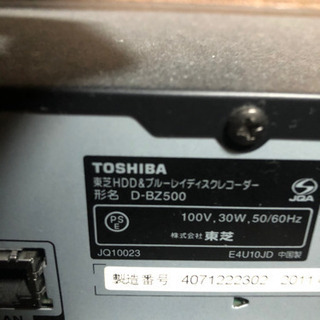 TOSHIBA
東芝HDD&ブルーレイディスクレコーダー
形名 D-BZ500
JQA
PS
E
100V, 30W, 50/60Hz
株式会社 東芝
JQ10023
E4U10JD 中国製
製造番号 4071222302 2011
AN